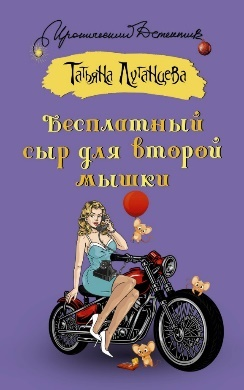 Иронический Детектив
Татьяна Луганцева
Бесплатный
сыр для второй
мышки